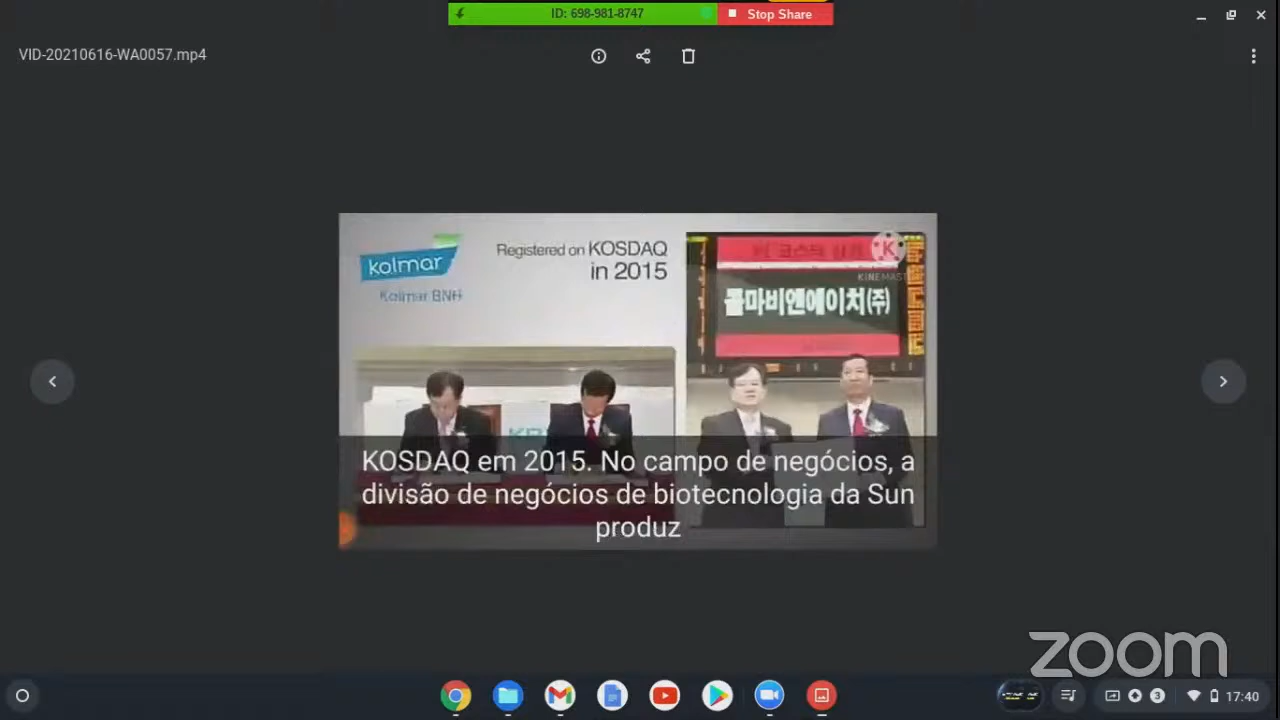 ID: 698-981-8747
Stop Share
VID-20210616-WA0057.mp4
kolmar
Kolmar BNH
Registered on KOSDAQ
in 2015
K
KINEMAST
콜마비앤에이치(주)
KOSDAQ em 2015. No campo de negócios, a
divisão de negócios de biotecnologia da Sun
produz
zoom
3
17:40